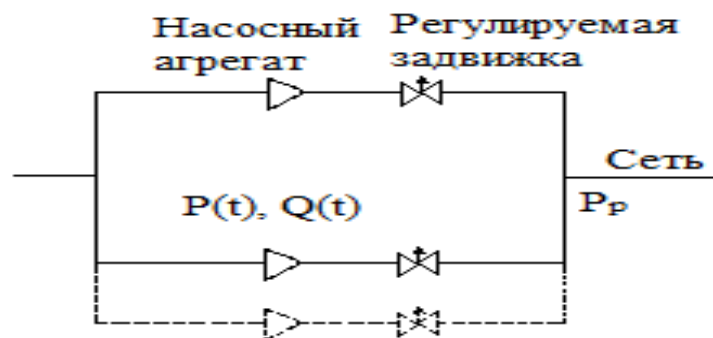 Насосный агрегат
Регулируемая задвижка
Сеть
P(t), Q(t)
Pр